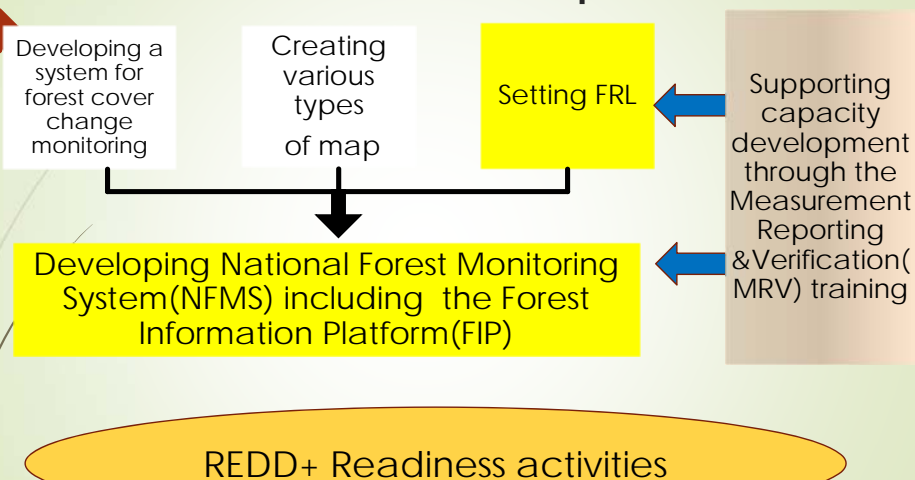 Developing a
system for
forest cover
change
monitoring
Creating
various
types
of map
Setting FRL
Supporting
capacity
development
through the
Measurement
Reporting
&Verification(
MRV) training
Developing National Forest Monitoring
System(NFMS) including the Forest
Information Platform(FIP)
REDD+ Readiness activities